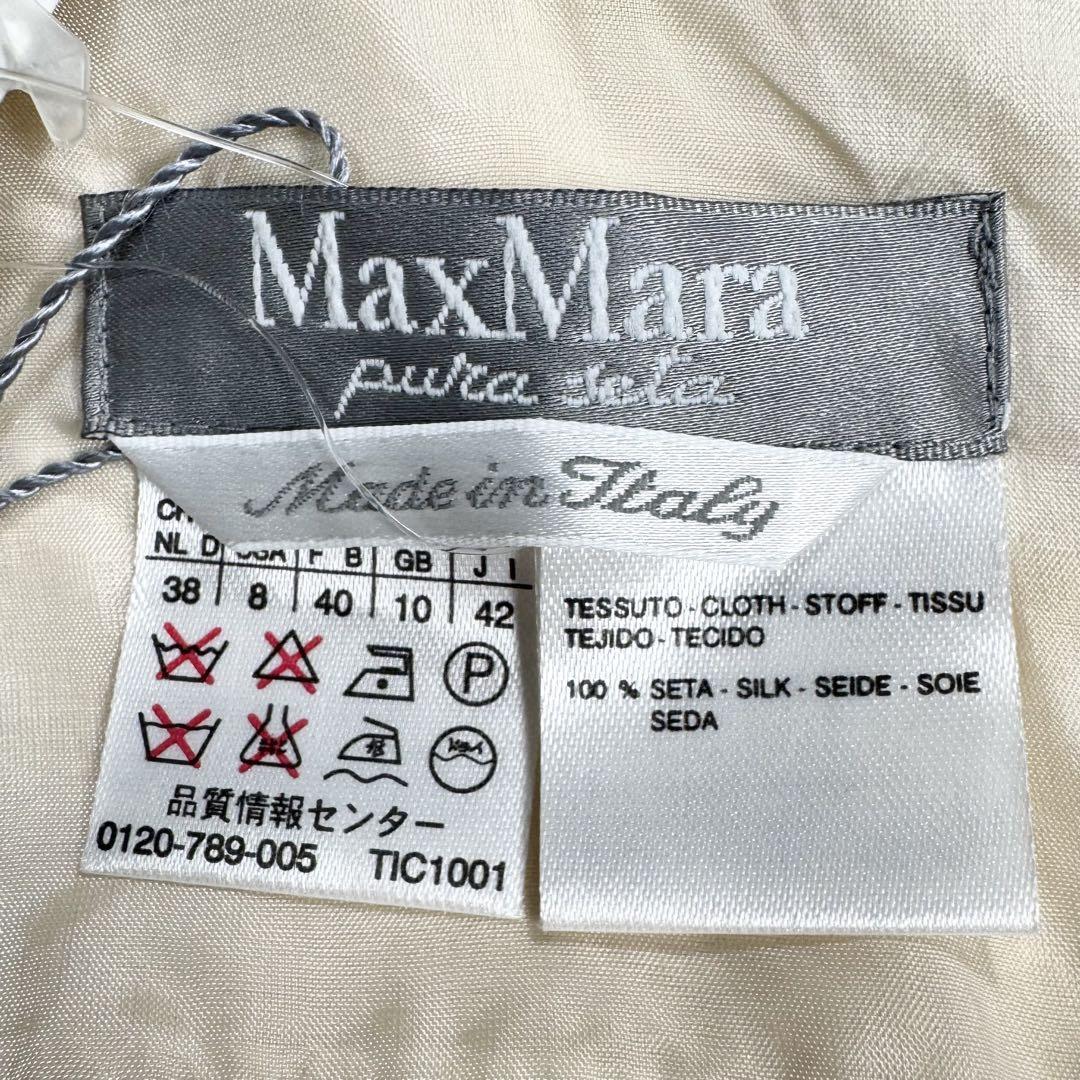 MaxMara
pura seta
Made in Italy
NL D F B GB J I
38 8 40 10 42
P
品質情報センター
0120-789-005 TIC1001
TESSUTO - CLOTH - STOFF - TISSU
TEJIDO - TECIDO
100 % SETA - SILK - SEIDE - SOIE
SEDA